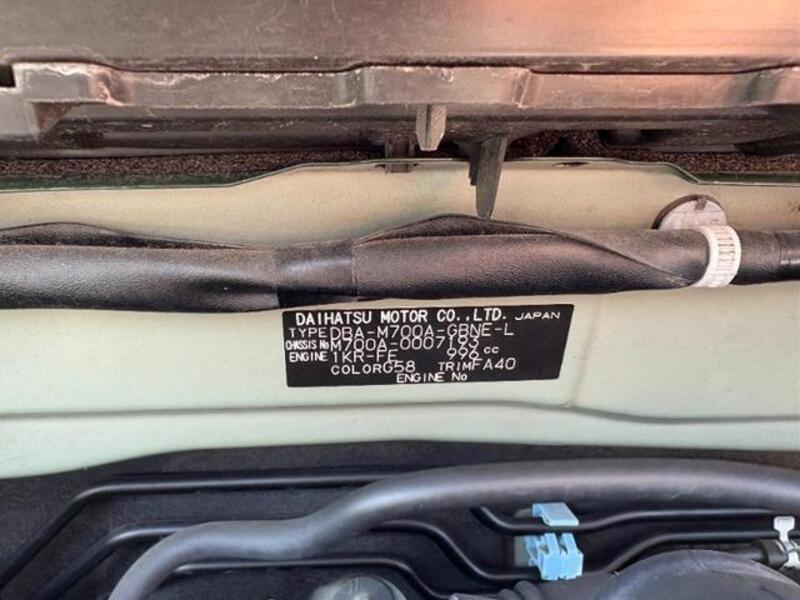 DAIHATSU MOTOR CO.,LTD. JAPAN
TYPE DBA-M700A-GBNE-L
CHASSIS No M700A-0007193
ENGINE 1KR-FE 996 cc
COLOR G58 TRIM FA40
ENGINE No